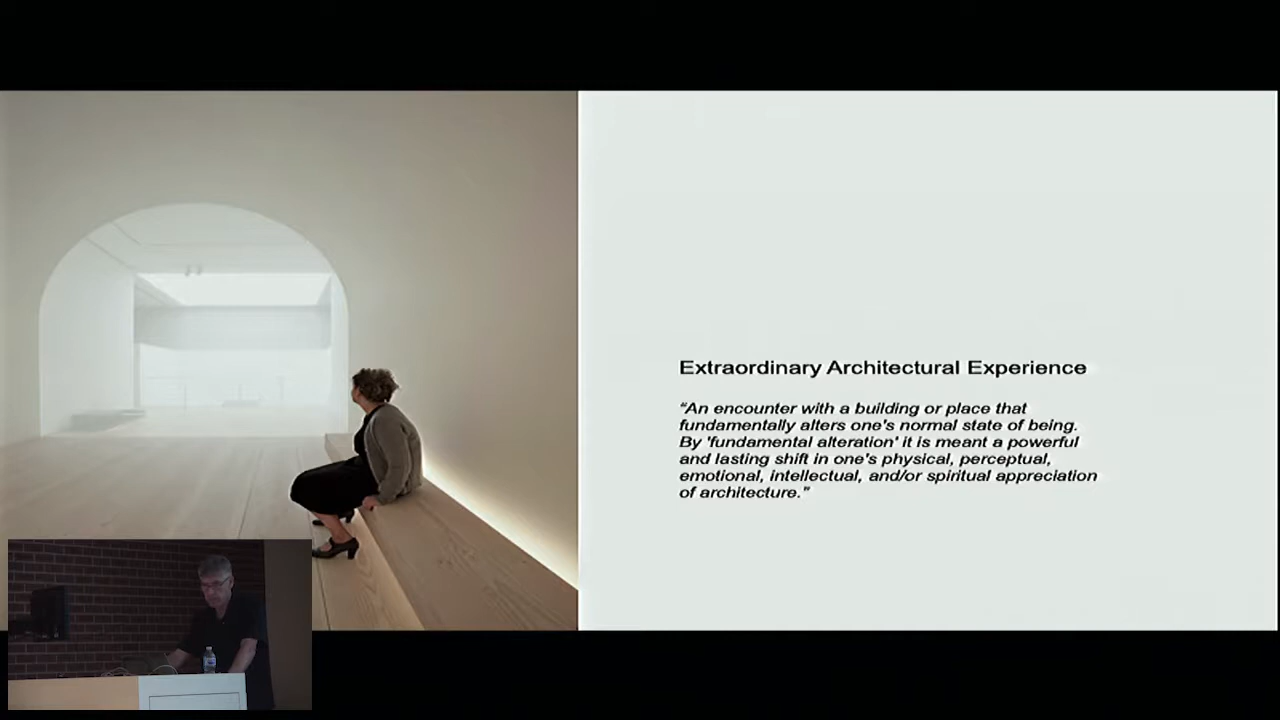 Extraordinary Architectural Experience
"An encounter with a building or place that
fundamentally alters one's normal state of being.
By 'fundamental alteration' it is meant a powerful
and lasting shift in one's physical, perceptual,
emotional, intellectual, and/or spiritual appreciation
of architecture."